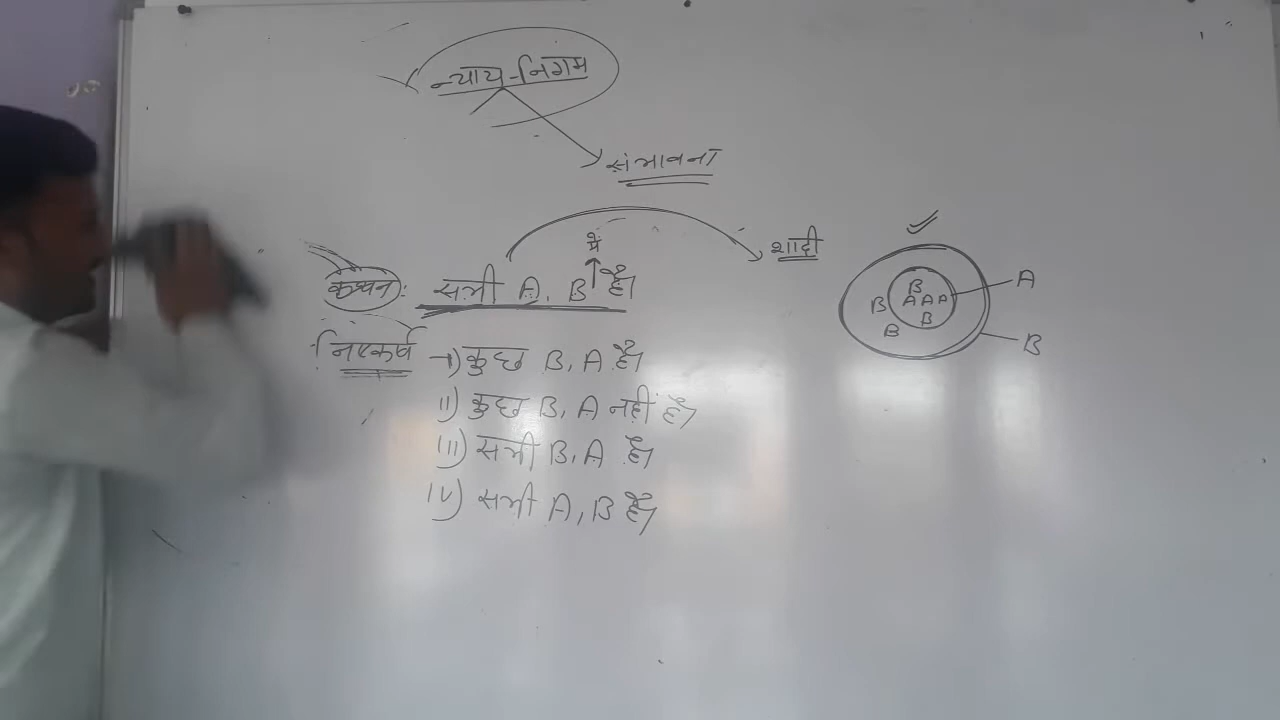 न्याय-निगम
संभावना
में
शादी
कथन: सभी A, B है।
निष्कर्ष I) कुछ B, A है।
II) कुछ B, A नहीं है।
III) सभी B, A है।
IV) सभी A, B है।
A
B
B
A A A
B
B
B